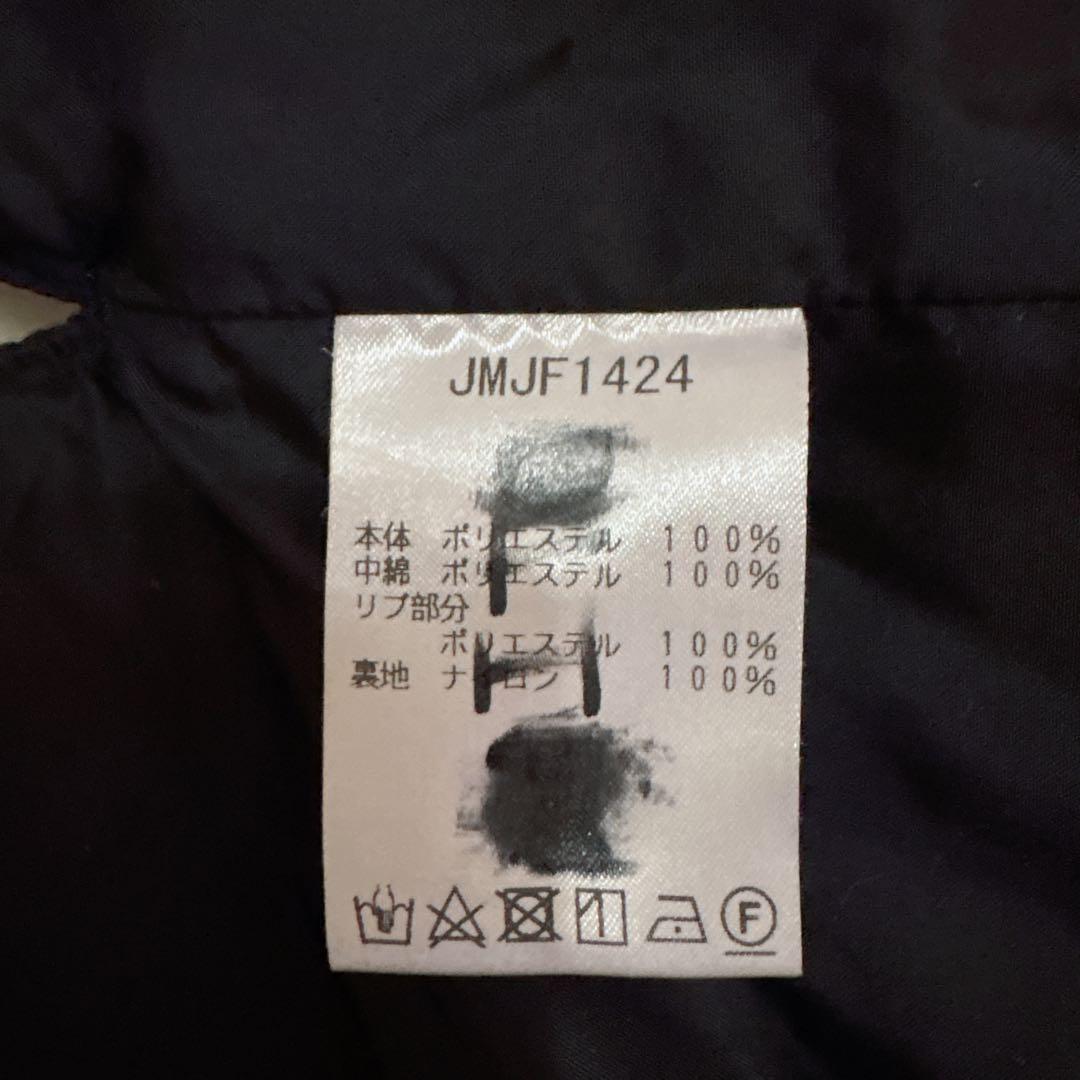 JMJF1424
本体 ポリエステル 100%
中綿 ポリエステル 100%
リブ部分
ポリエステル 100%
裏地 ナイロン 100%
F